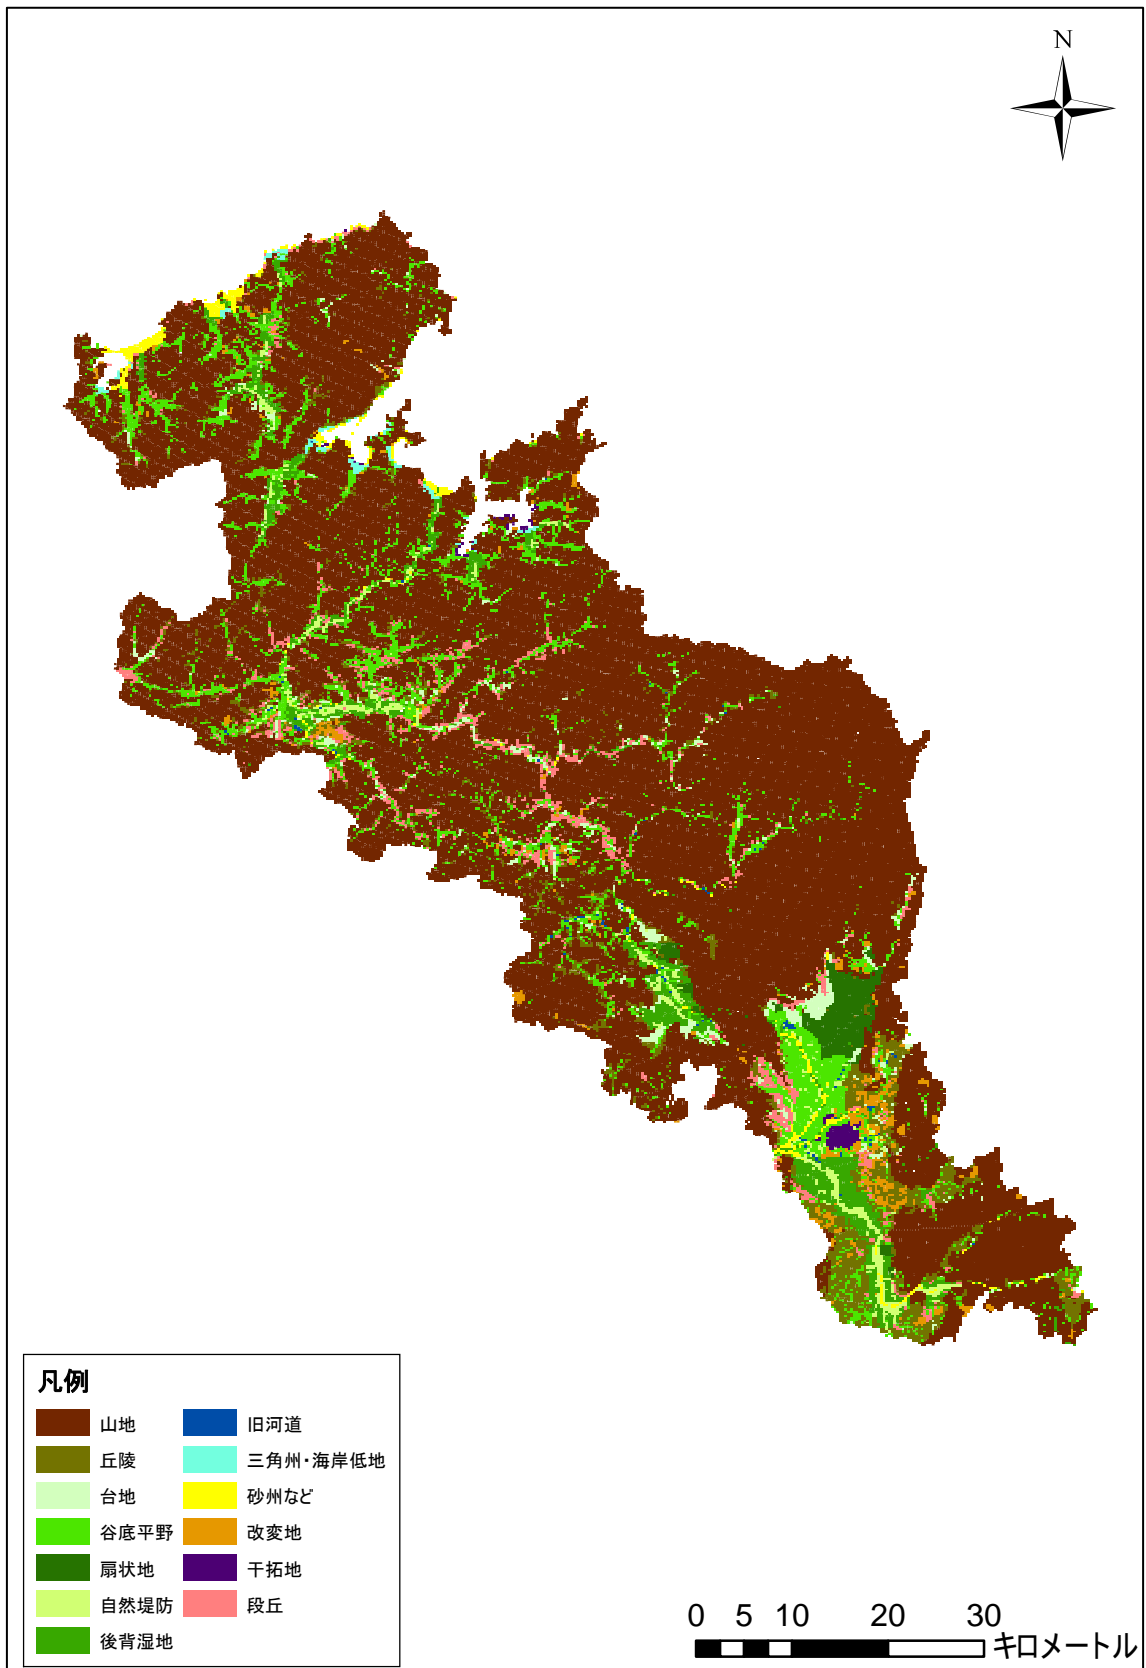 N
凡例
山地
丘陵
台地
谷底平野
扇状地
自然堤防
後背湿地
旧河道
三角州・海岸低地
砂州など
改変地
干拓地
段丘
0 5 10 20 30
キロメートル